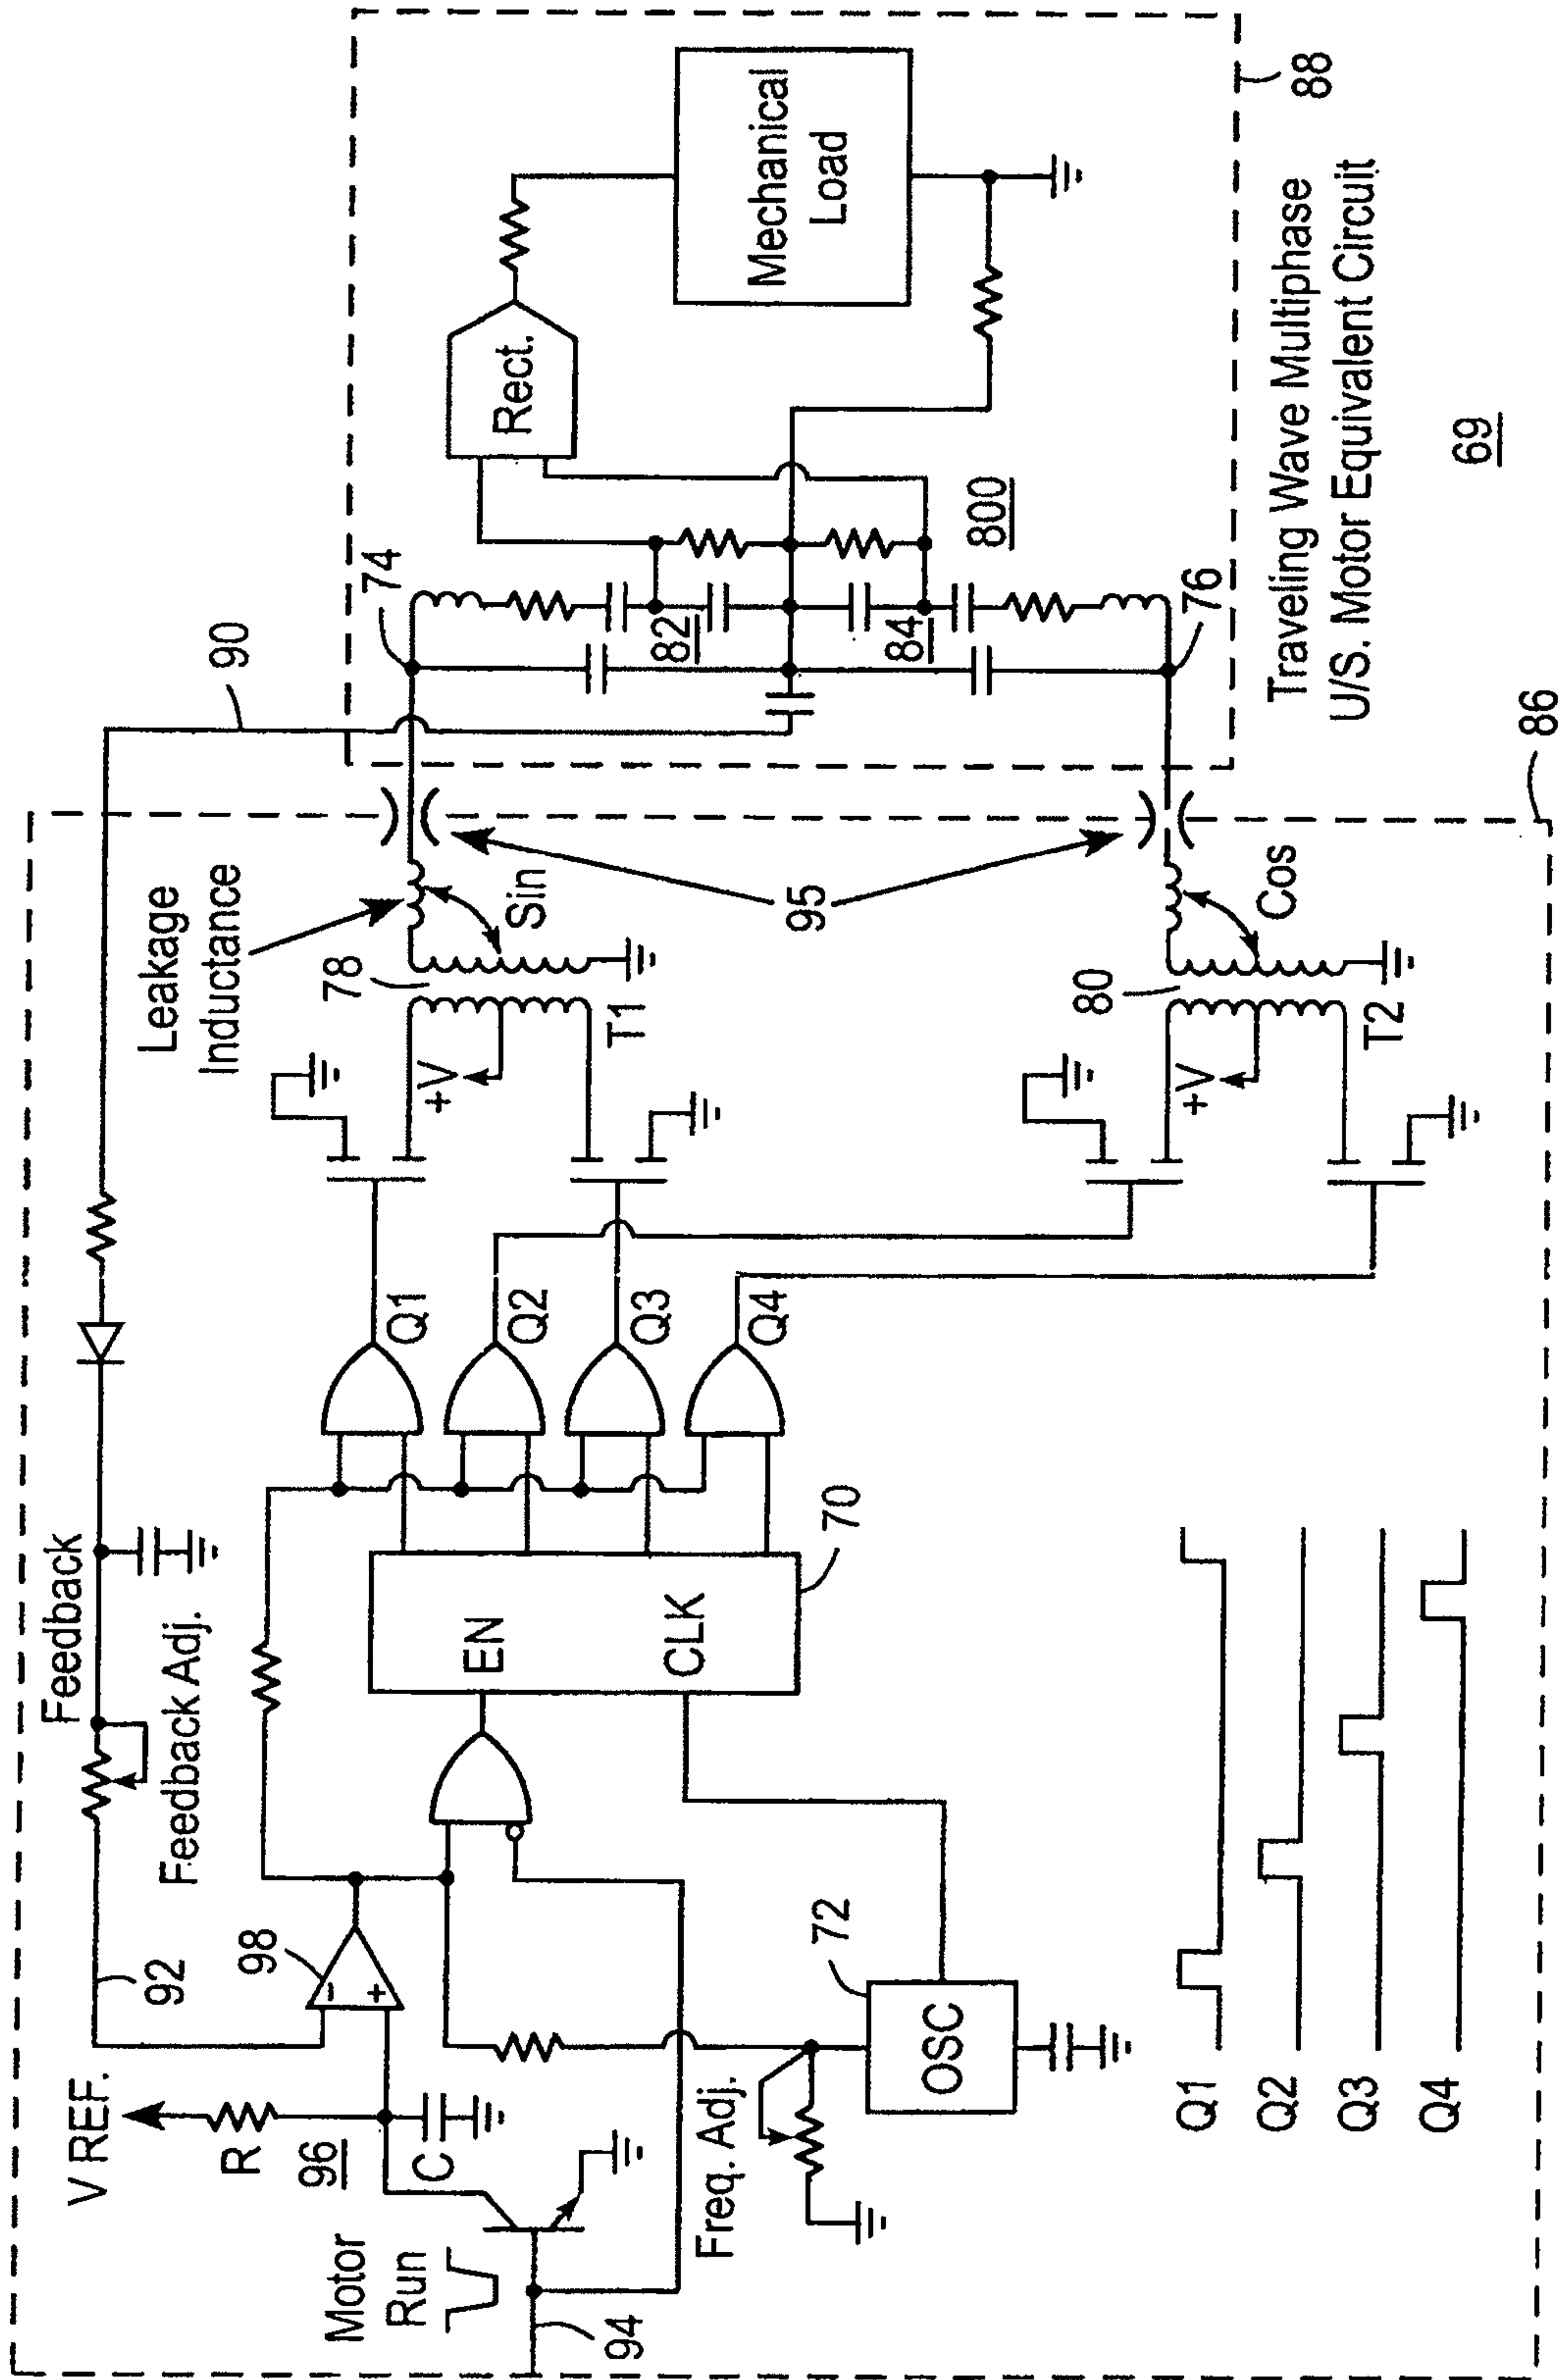 Motor
Run
94
V REF.
R
96
C
92
98
Feedback
Feedback Adj.
Freq. Adj.
OSC
72
EN
CLK
70
Q1
Q2
Q3
Q4
Q1
Q2
Q3
Q4
Leakage
Inductance
78
T1
+V
Sin
80
T2
+V
Cos
95
90
74
76
82
84
800
Rect.
Mechanical
Load
88
86
Traveling Wave Multiphase
U/S. Motor Equivalent Circuit
69
-
+